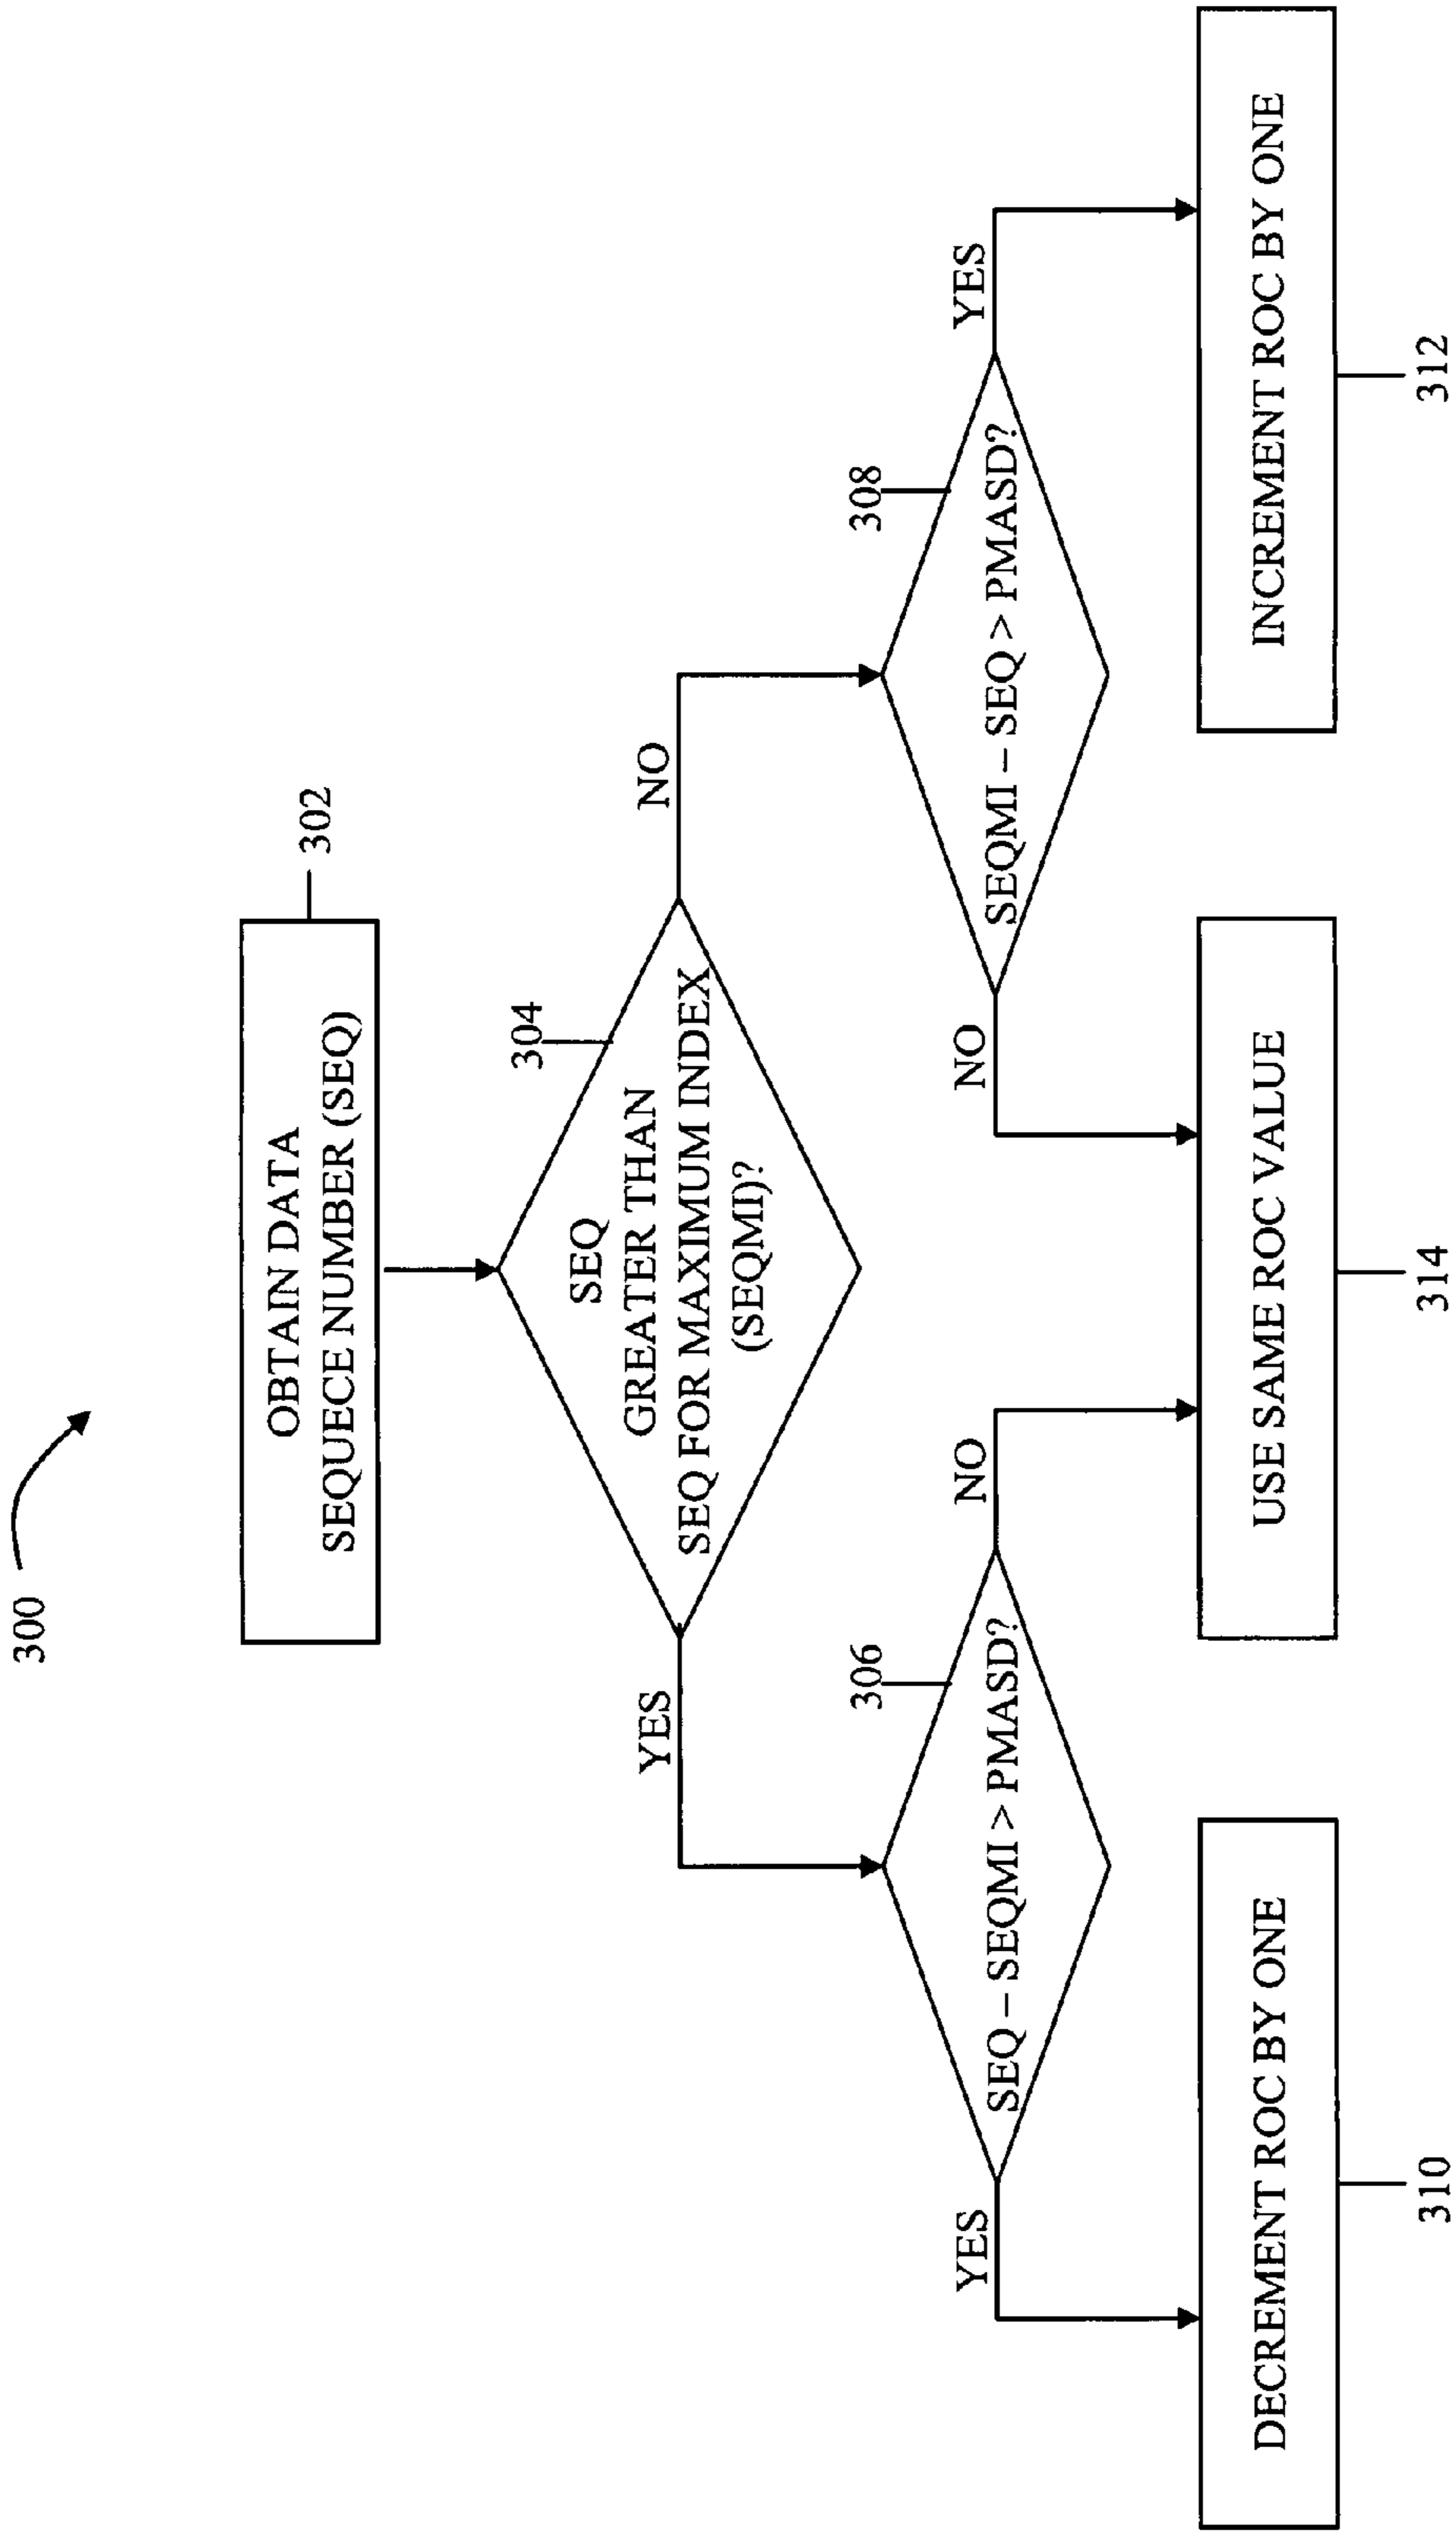 300
OBTAIN DATA
SEQUECE NUMBER (SEQ)
302
304
SEQ
GREATER THAN
SEQ FOR MAXIMUM INDEX
(SEQMI)?
YES
NO
306
SEQ – SEQMI > PMASD?
308
SEQMI – SEQ > PMASD?
YES
NO
NO
YES
DECREMENT ROC BY ONE
USE SAME ROC VALUE
INCREMENT ROC BY ONE
310
314
312